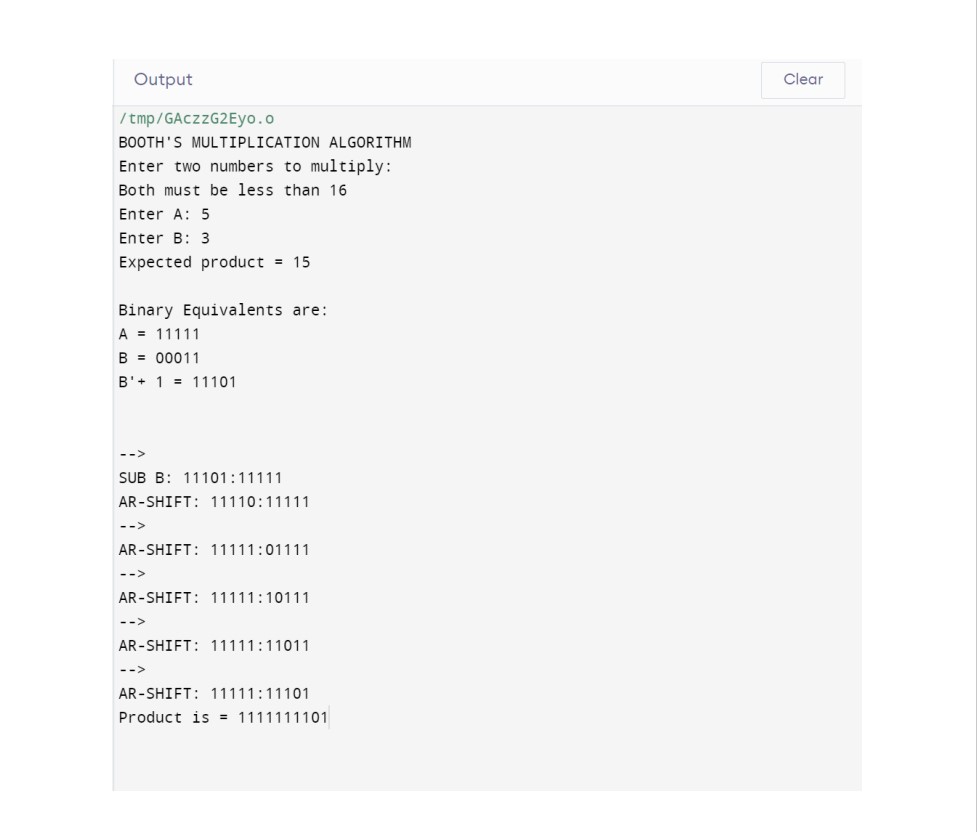 Output
Clear
/tmp/GAczzG2Eyo.o
BOOTH'S MULTIPLICATION ALGORITHM
Enter two numbers to multiply:
Both must be less than 16
Enter A: 5
Enter B: 3
Expected product = 15
Binary Equivalents are:
A = 11111
B = 00011
B'+ 1 = 11101
-->
SUB B: 11101:11111
AR-SHIFT: 11110:11111
-->
AR-SHIFT: 11111:01111
-->
AR-SHIFT: 11111:10111
-->
AR-SHIFT: 11111:11011
-->
AR-SHIFT: 11111:11101
Product is = 1111111101